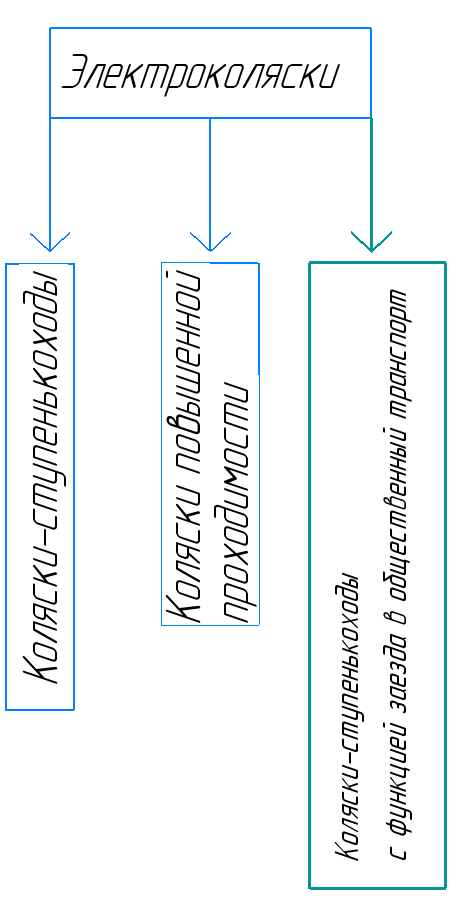 Электроколяски
Коляски-ступенькоходы
Коляски повышенной
проходимости
Коляски-ступенькоходы
с функцией заезда в общественный транспорт